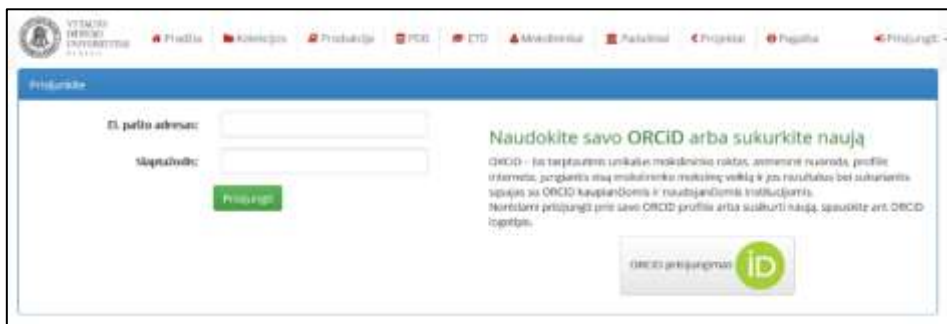 VYTAUTO
DIDŽIOJO
UNIVERSITETAS
Pradžia Kolekcijos Produkcija PDB ETD Mokslininkai Padaliniai Projektai Pagalba Prisijungti
Prisijunkite
El. pašto adresas:
Slaptažodis:
Prisijungti
Naudokite savo ORCiD arba sukurkite naują
ORCID - tai tarptautinis unikalus mokslininko raktas, asmeninė nuoroda, profilis
internete, jungiantis visą mokslininko mokslinę veiklą ir jos rezultatus bei sukuriantis
sąsajas su ORCID kaupiančiomis ir naudojančiomis institucijomis.
Norėdami prisijungti prie savo ORCID profilio arba susikurti naują, spauskite ant ORCID
logotipo.
ORCID prisijungimas iD